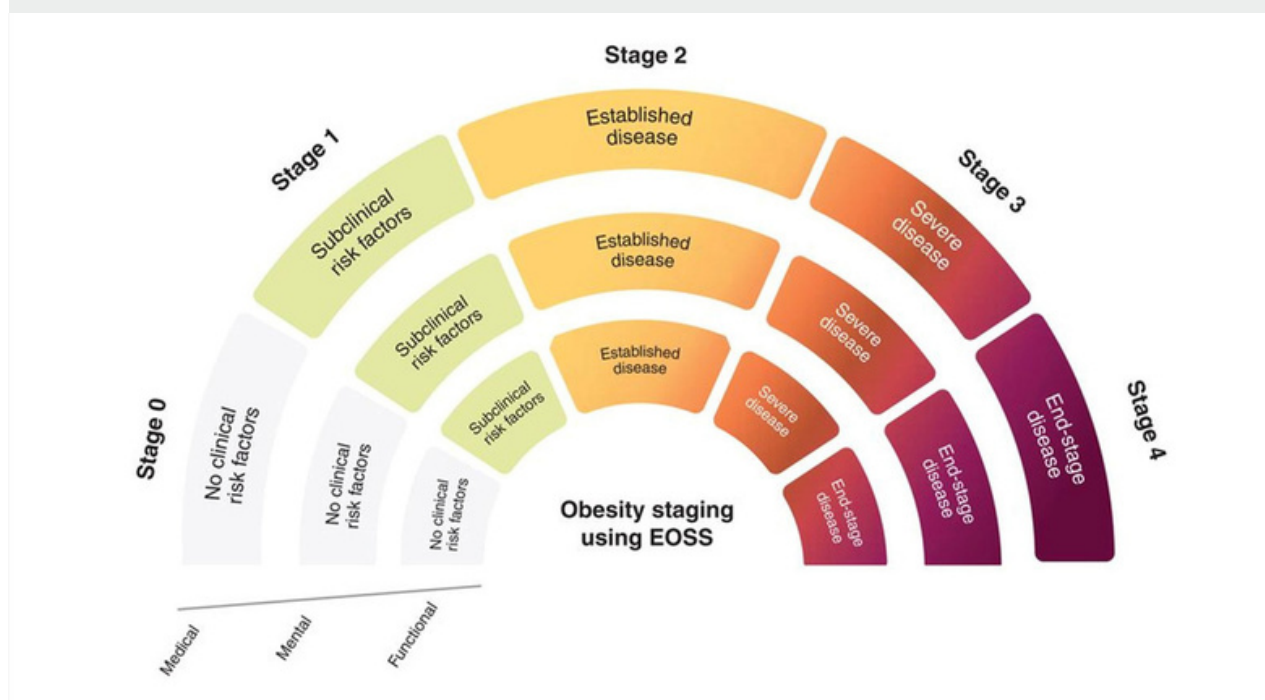 Stage 0
Stage 1
Stage 2
Stage 3
Stage 4
No clinical
risk factors
Subclinical
risk factors
Established
disease
Severe
disease
End-stage
disease
No clinical
risk factors
Subclinical
risk factors
Established
disease
Severe
disease
End-stage
disease
No clinical
risk factors
Subclinical
risk factors
Established
disease
Severe
disease
End-stage
disease
Obesity staging
using EOSS
Medical
Mental
Functional